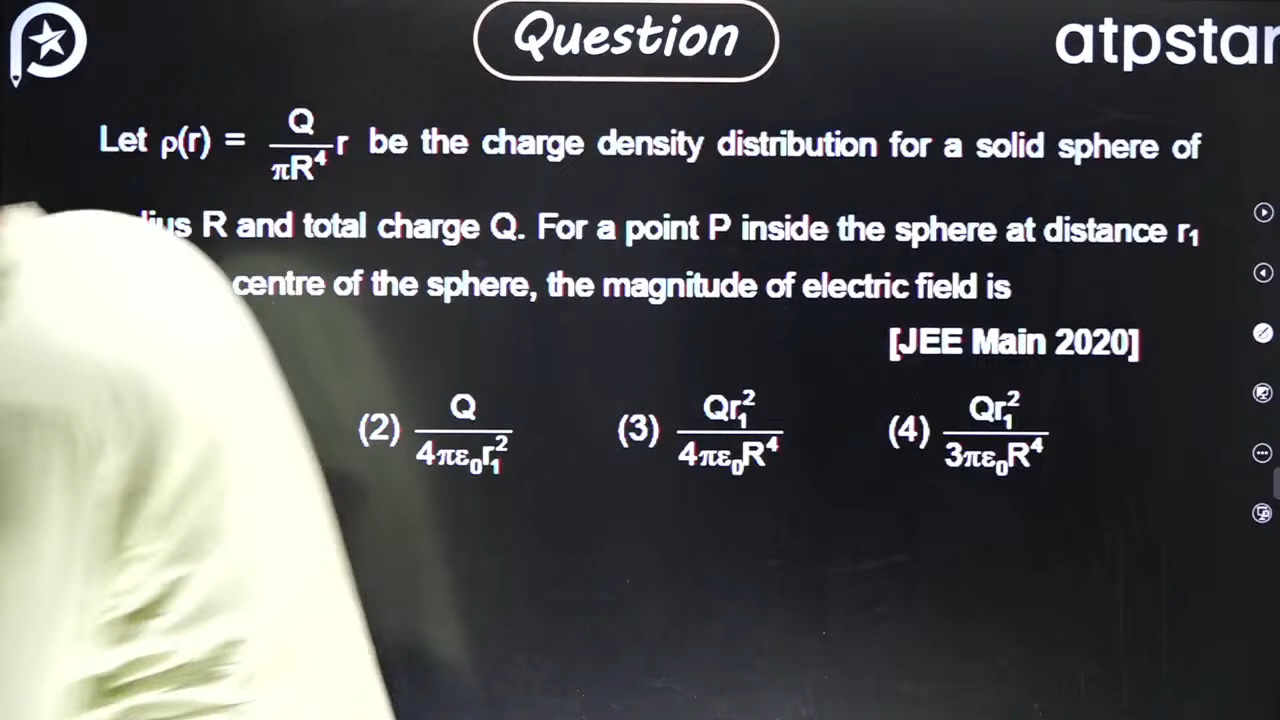 Question
atpstar
Let ρ(r) = Q/πR⁴ r be the charge density distribution for a solid sphere of
R and total charge Q. For a point P inside the sphere at distance r₁
centre of the sphere, the magnitude of electric field is
[JEE Main 2020]
(2) Q/4πε₀r₁² (3) Qr₁²/4πε₀R⁴ (4) Qr₁²/3πε₀R⁴